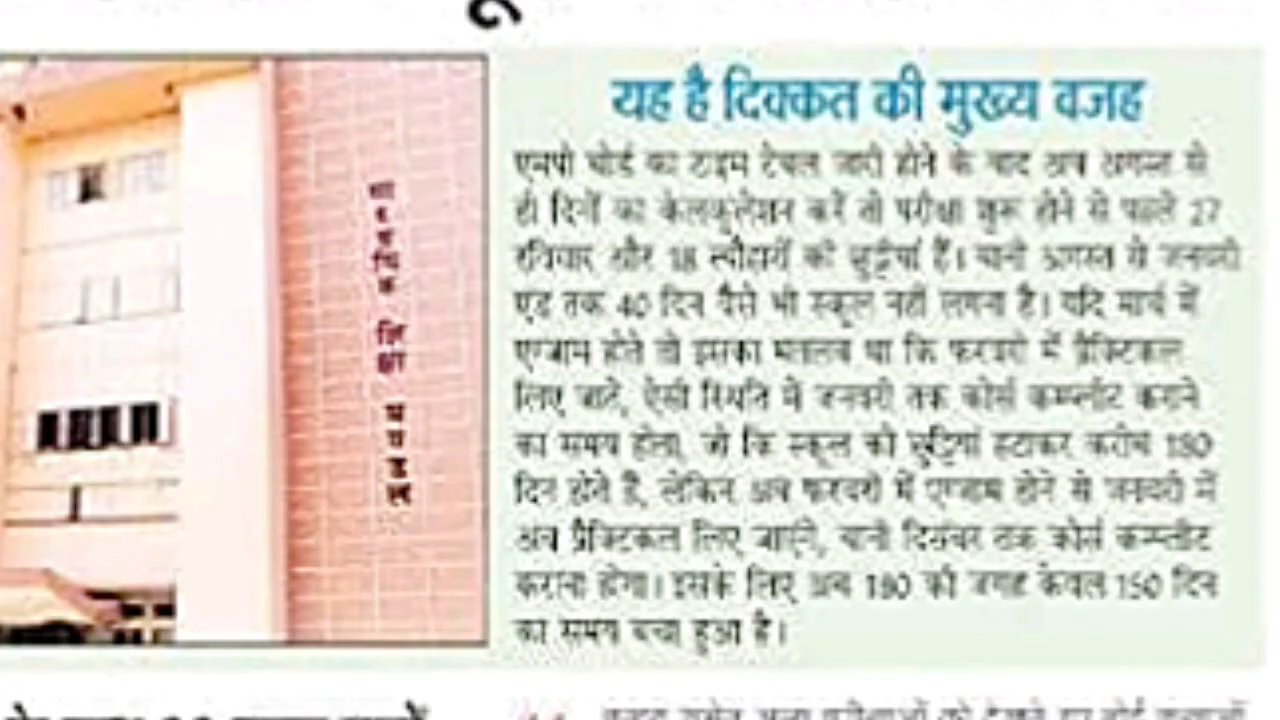 माध्यमिक शिक्षा मण्डल
यह है दिक्कत की मुख्य वजह
एमपी बोर्ड का टाइम टेबल जारी होने के बाद अब अगस्त से
ही दिनों का केलकुलेशन करें तो परीक्षा शुरू होने से पहले 27
रविवार और 18 त्यौहारों की छुट्टियां हैं। यानी अगस्त से जनवरी
एंड तक 40 दिन वैसे भी स्कूल नहीं लगना है। यदि मार्च में
एग्जाम होते तो इसका मतलब था कि फरवरी में प्रैक्टिकल
लिए जाते, ऐसी स्थिति में जनवरी तक कोर्स कम्प्लीट कराने
का समय होता, जो कि स्कूल की छुट्टियां हटाकर करीब 180
दिन होते हैं, लेकिन अब फरवरी में एग्जाम होने से जनवरी में
अब प्रैक्टिकल लिए जाएंगे, यानी दिसंबर तक कोर्स कम्प्लीट
कराना होगा। इसके लिए अब 180 की जगह केवल 150 दिन
का समय बचा हुआ है।